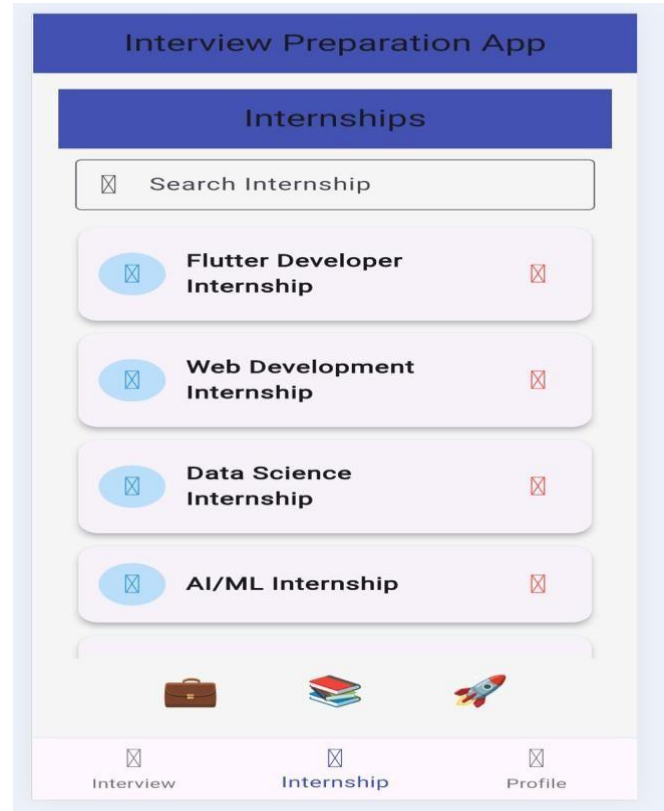 Interview Preparation App
Internships
Search Internship
Flutter Developer
Internship
Web Development
Internship
Data Science
Internship
AI/ML Internship
Interview
Internship
Profile